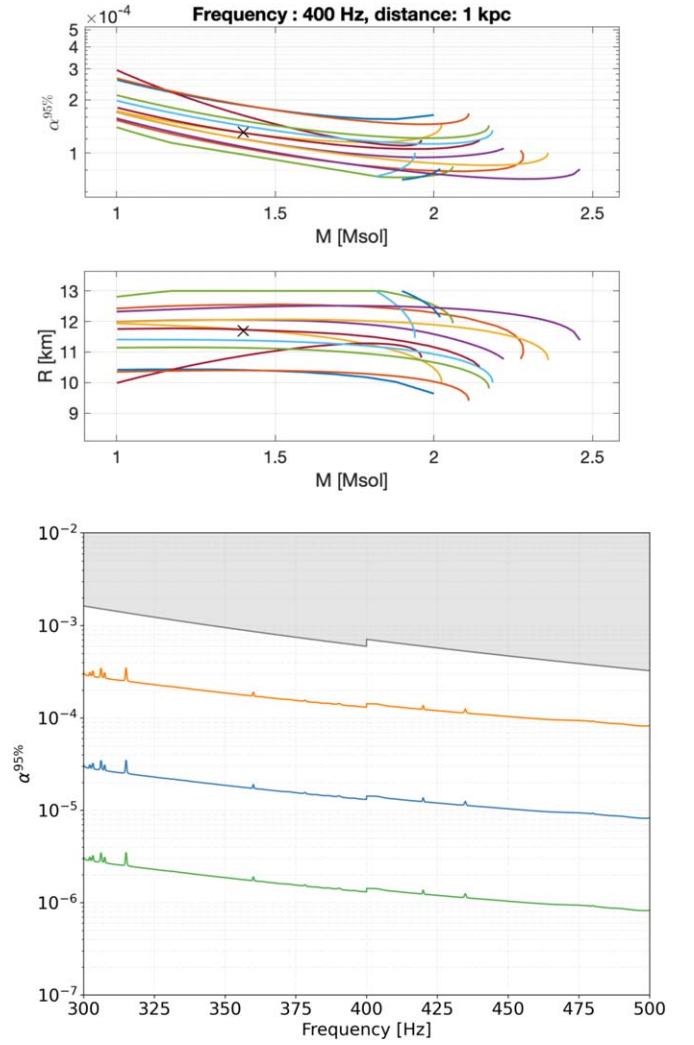 ×10⁻⁴
Frequency : 400 Hz, distance: 1 kpc
5
4
3
2
1
α^95%
1 1.5 2 2.5
M [Msol]
13
12
11
10
9
R [km]
1 1.5 2 2.5
M [Msol]
10⁻²
10⁻³
10⁻⁴
10⁻⁵
10⁻⁶
10⁻⁷
α^95%
300 325 350 375 400 425 450 475 500
Frequency [Hz]